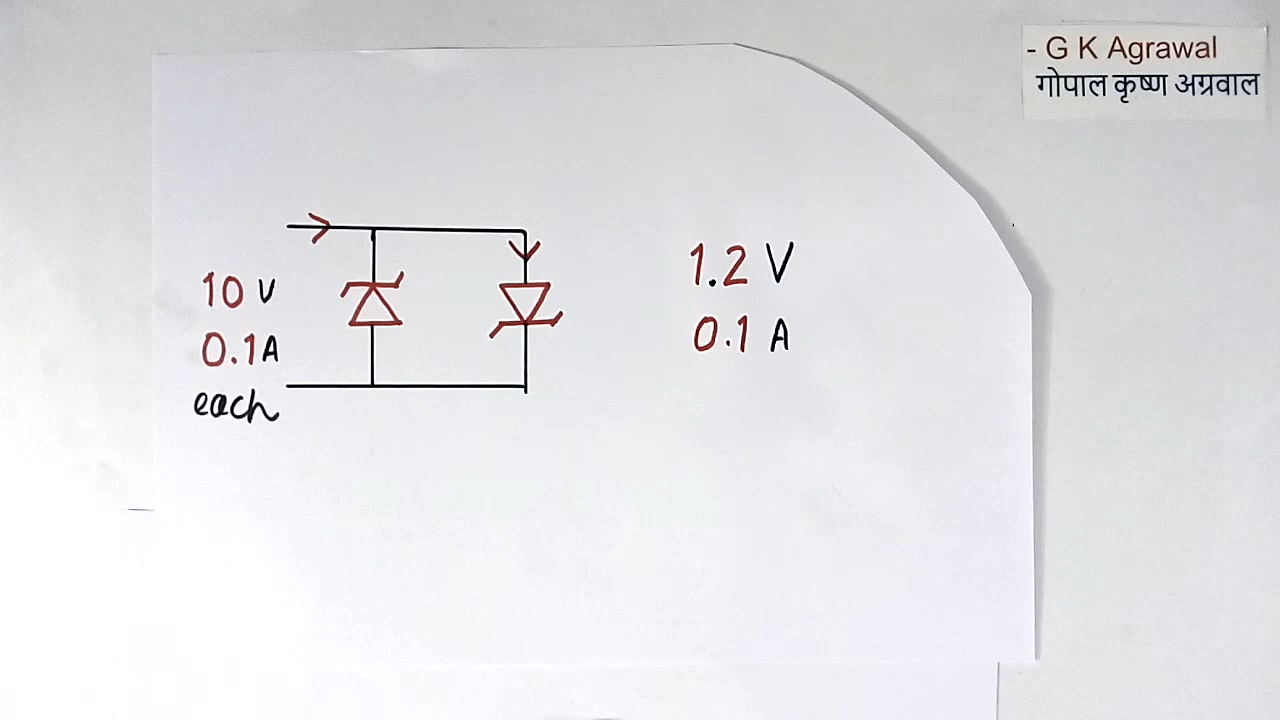 - G K Agrawal
गोपाल कृष्ण अग्रवाल
10 V
0.1A
each
1.2 V
0.1 A